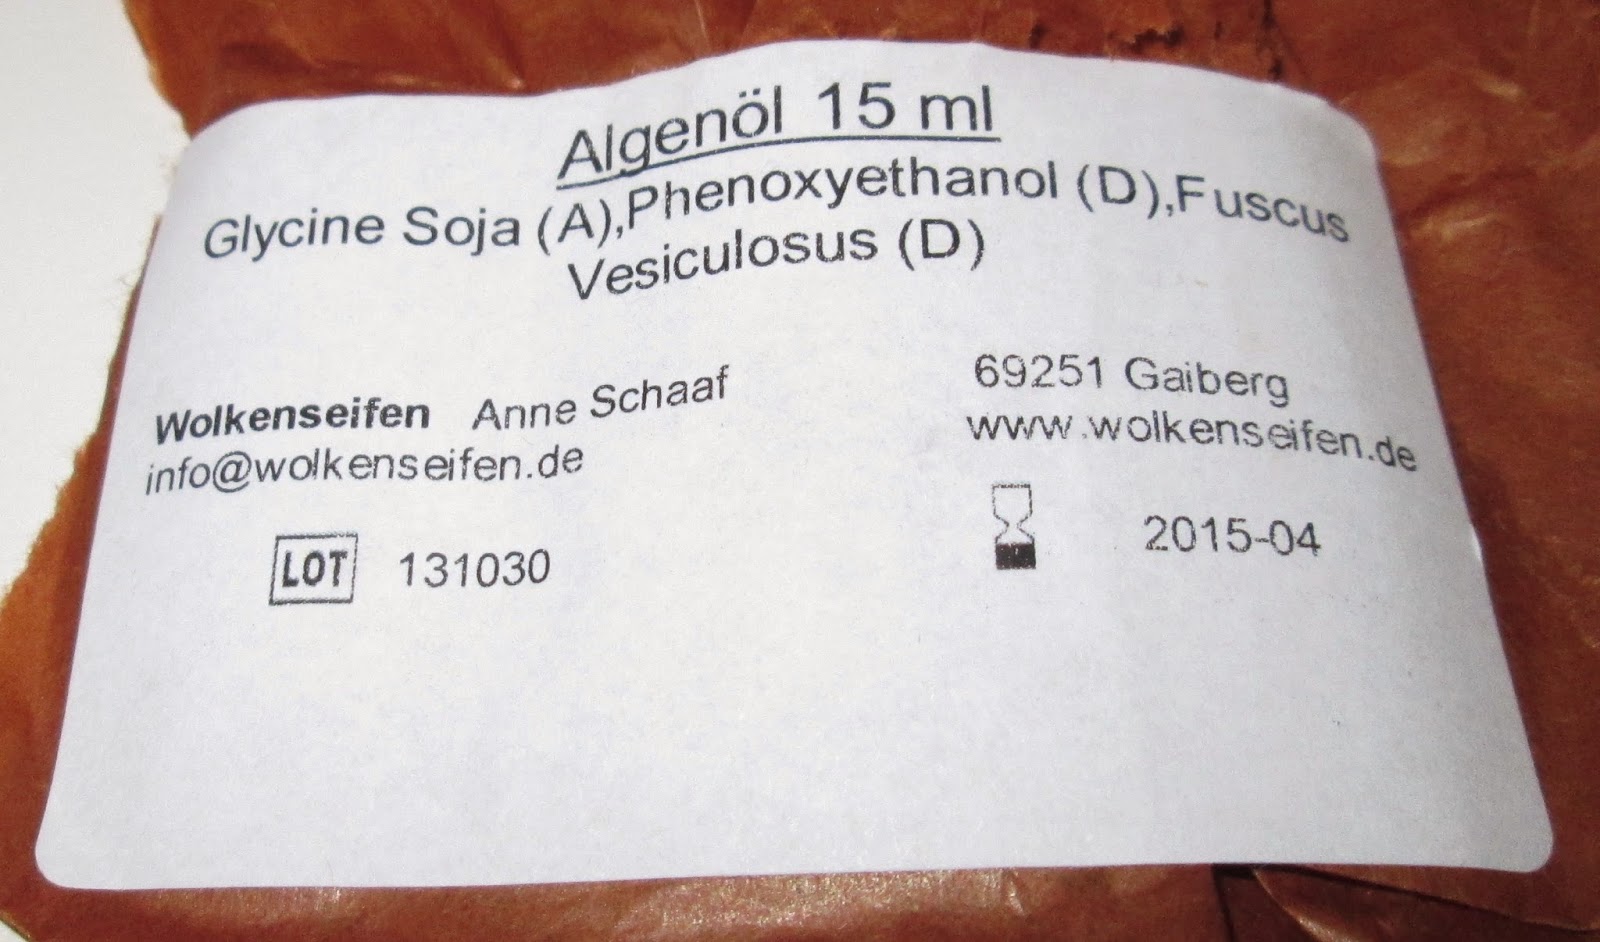 Algenöl 15 ml
Glycine Soja (A),Phenoxyethanol (D),Fuscus
Vesiculosus (D)
Wolkenseifen Anne Schaaf
69251 Gaiberg
info@wolkenseifen.de
www.wolkenseifen.de
LOT 131030
2015-04